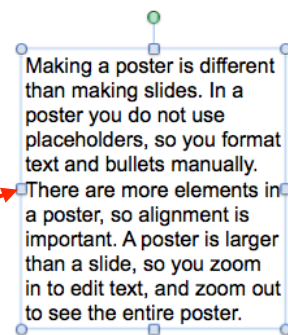 Making a poster is different
than making slides. In a
poster you do not use
placeholders, so you format
text and bullets manually.
There are more elements in
a poster, so alignment is
important. A poster is larger
than a slide, so you zoom
in to edit text, and zoom out
to see the entire poster.